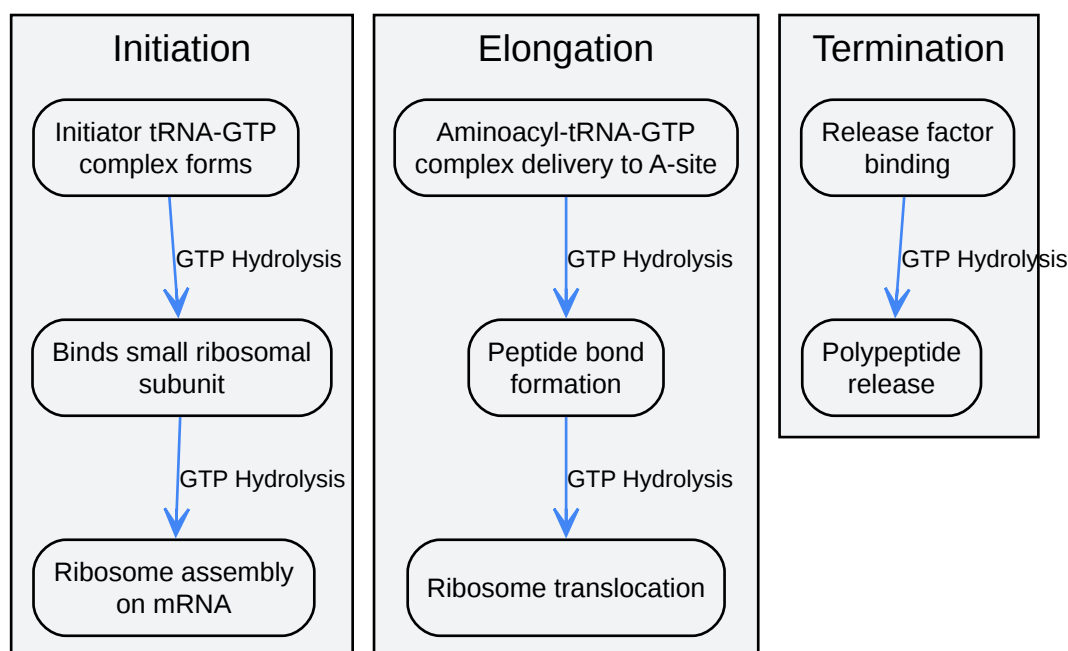 Initiation
Initiator tRNA-GTP
complex forms
GTP Hydrolysis
Binds small ribosomal
subunit
GTP Hydrolysis
Ribosome assembly
on mRNA
Elongation
Aminoacyl-tRNA-GTP
complex delivery to A-site
GTP Hydrolysis
Peptide bond
formation
GTP Hydrolysis
Ribosome translocation
Termination
Release factor
binding
GTP Hydrolysis
Polypeptide
release